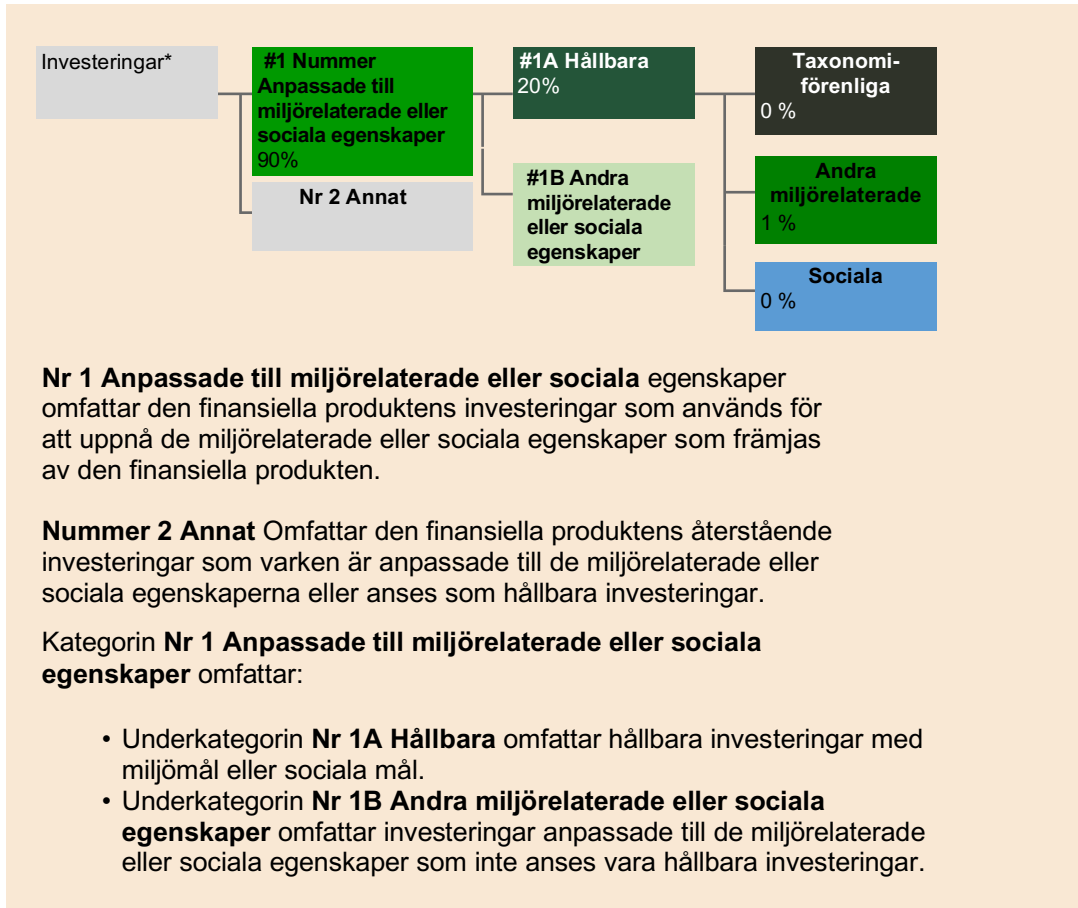 Investeringar*
#1 Nummer
Anpassade till
miljörelaterade eller
sociala egenskaper
90%
Nr 2 Annat
#1A Hållbara
20%
#1B Andra
miljörelaterade
eller sociala
egenskaper
Taxonomi-
förenliga
0 %
Andra
miljörelaterade
1 %
Sociala
0 %
Nr 1 Anpassade till miljörelaterade eller sociala egenskaper
omfattar den finansiella produktens investeringar som används för
att uppnå de miljörelaterade eller sociala egenskaper som främjas
av den finansiella produkten.
Nummer 2 Annat Omfattar den finansiella produktens återstående
investeringar som varken är anpassade till de miljörelaterade eller
sociala egenskaperna eller anses som hållbara investeringar.
Kategorin Nr 1 Anpassade till miljörelaterade eller sociala
egenskaper omfattar:
• Underkategorin Nr 1A Hållbara omfattar hållbara investeringar med
miljömål eller sociala mål.
• Underkategorin Nr 1B Andra miljörelaterade eller sociala
egenskaper omfattar investeringar anpassade till de miljörelaterade
eller sociala egenskaper som inte anses vara hållbara investeringar.